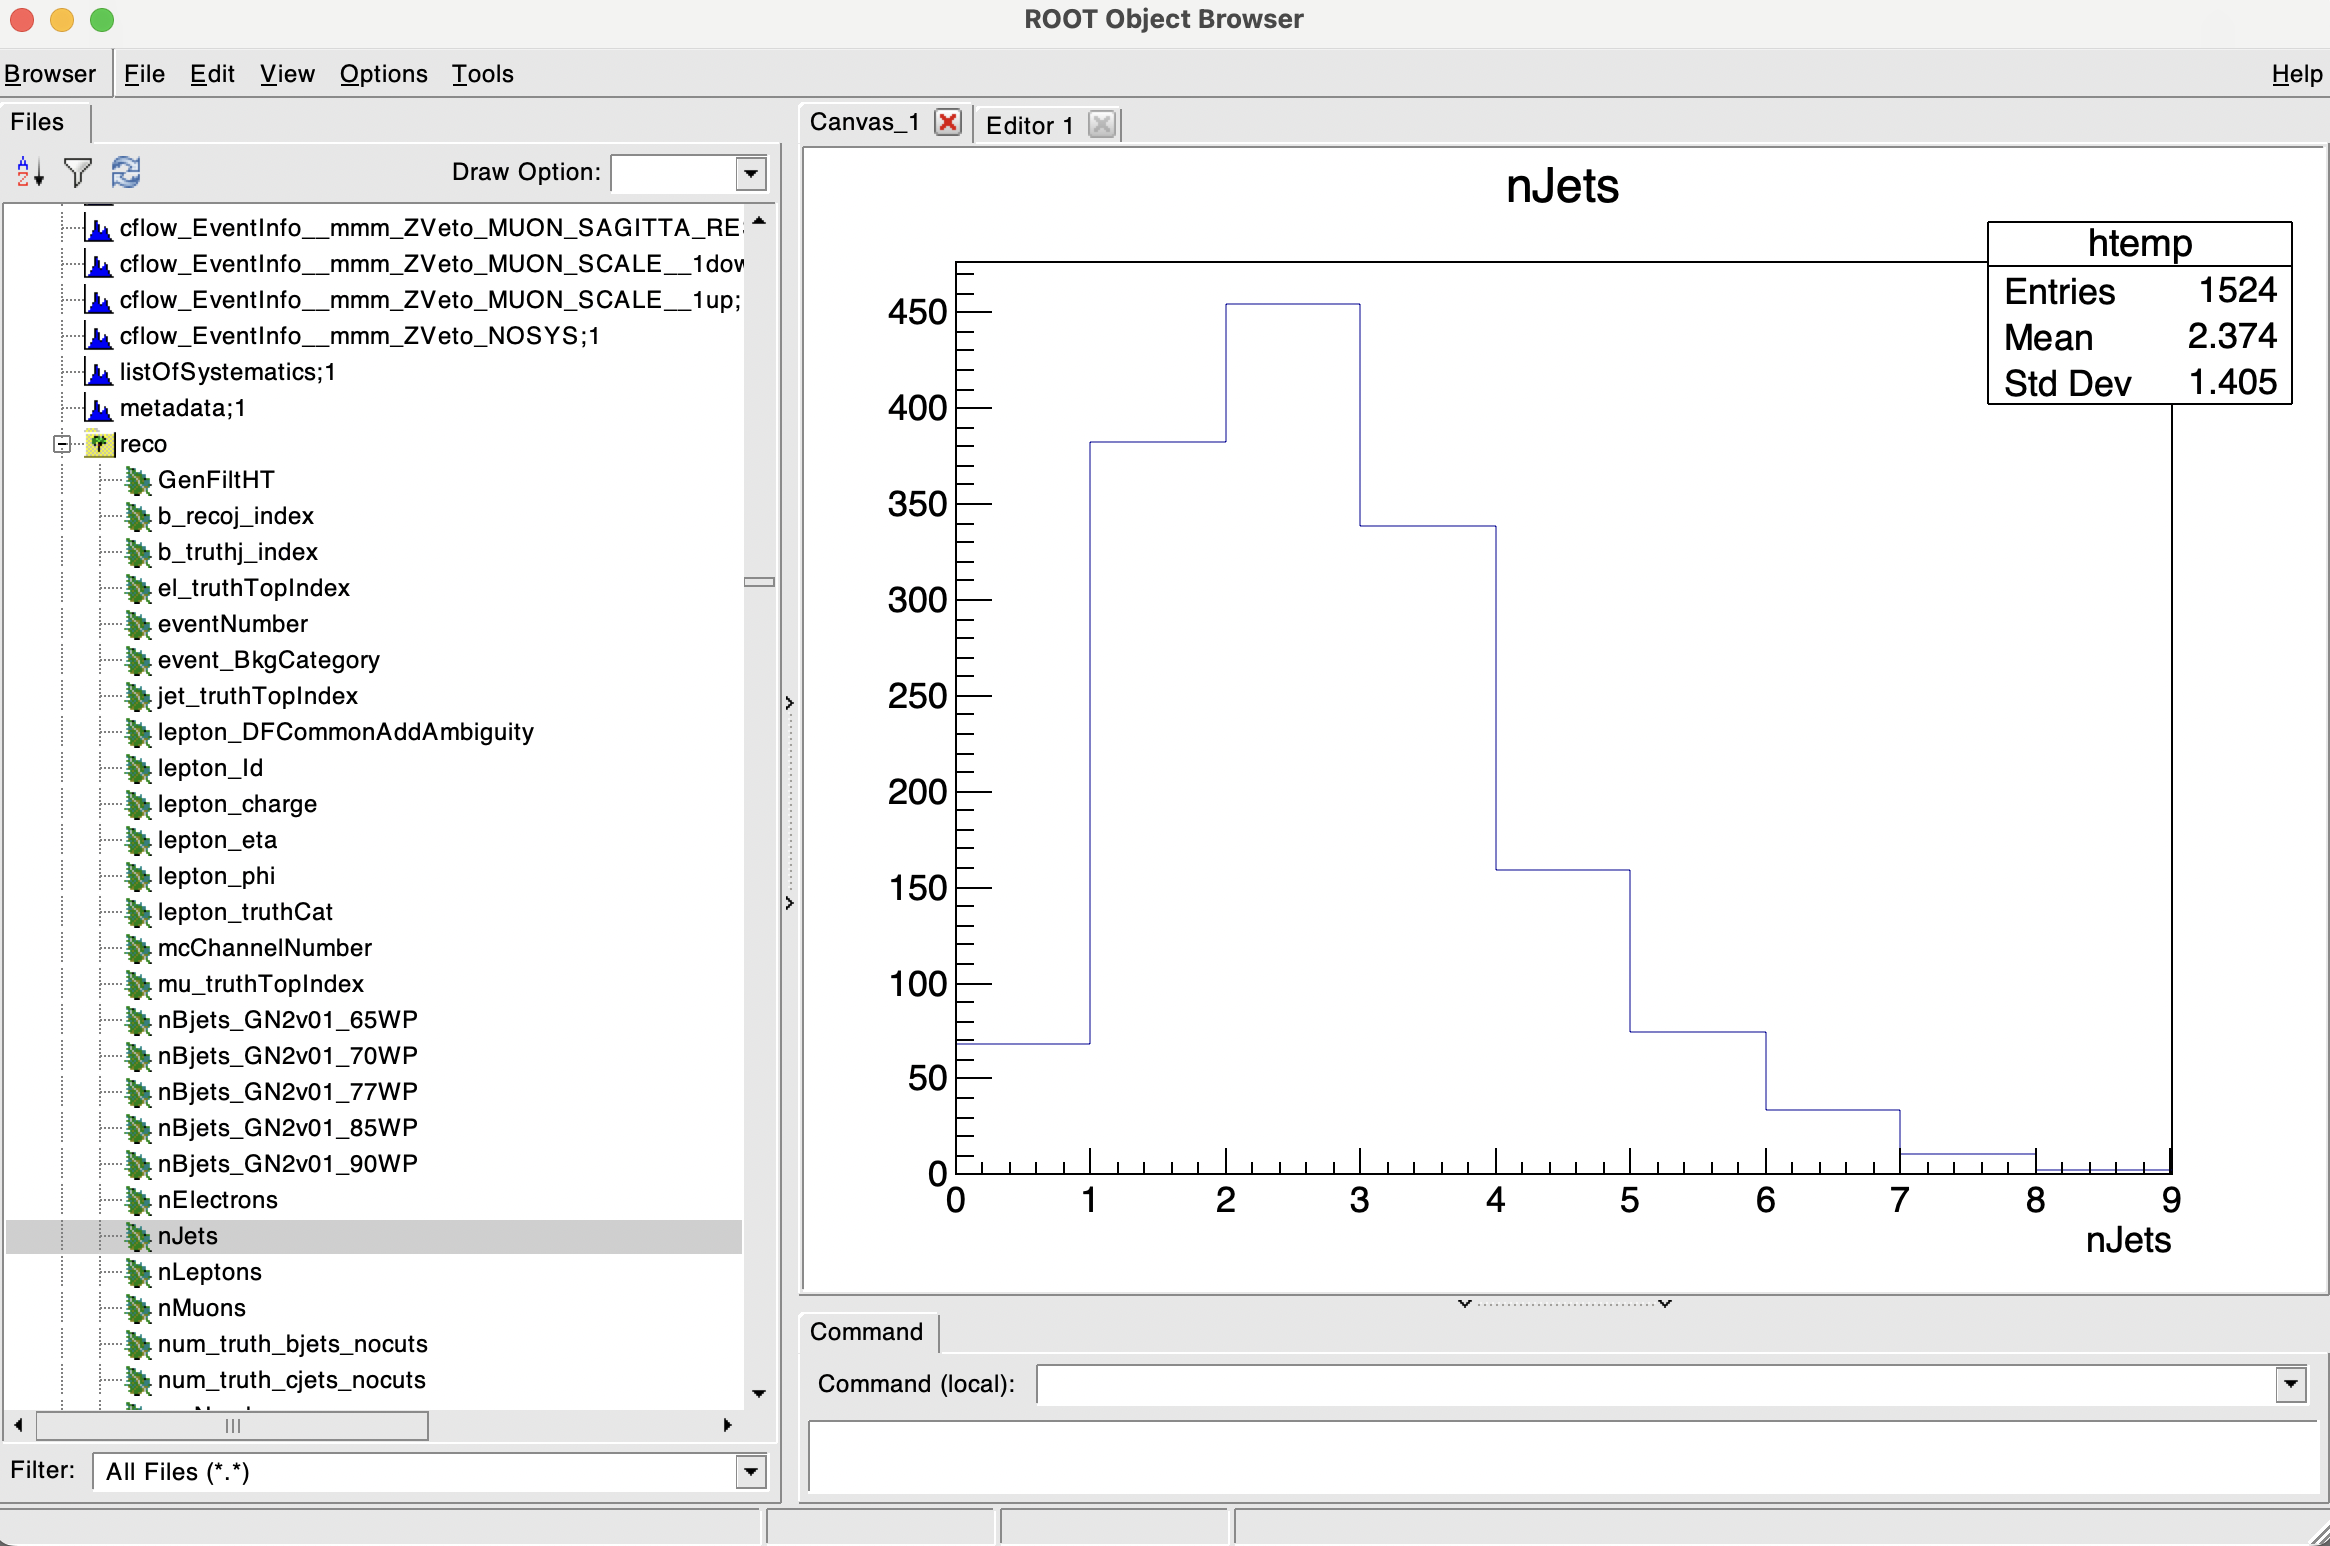 ROOT Object Browser
Browser File Edit View Options Tools Help
Files
Draw Option:
cflow_EventInfo__mmm_ZVeto_MUON_SAGITTA_RE
cflow_EventInfo__mmm_ZVeto_MUON_SCALE__1dow
cflow_EventInfo__mmm_ZVeto_MUON_SCALE__1up;
cflow_EventInfo__mmm_ZVeto_NOSYS;1
listOfSystematics;1
metadata;1
reco
GenFiltHT
b_recoj_index
b_truthj_index
el_truthTopIndex
eventNumber
event_BkgCategory
jet_truthTopIndex
lepton_DFCommonAddAmbiguity
lepton_Id
lepton_charge
lepton_eta
lepton_phi
lepton_truthCat
mcChannelNumber
mu_truthTopIndex
nBjets_GN2v01_65WP
nBjets_GN2v01_70WP
nBjets_GN2v01_77WP
nBjets_GN2v01_85WP
nBjets_GN2v01_90WP
nElectrons
nJets
nLeptons
nMuons
num_truth_bjets_nocuts
num_truth_cjets_nocuts
Filter: All Files (*.*)
Canvas_1 Editor 1
nJets
htemp
Entries 1524
Mean 2.374
Std Dev 1.405
450
400
350
300
250
200
150
100
50
0
0 1 2 3 4 5 6 7 8 9
nJets
Command
Command (local):